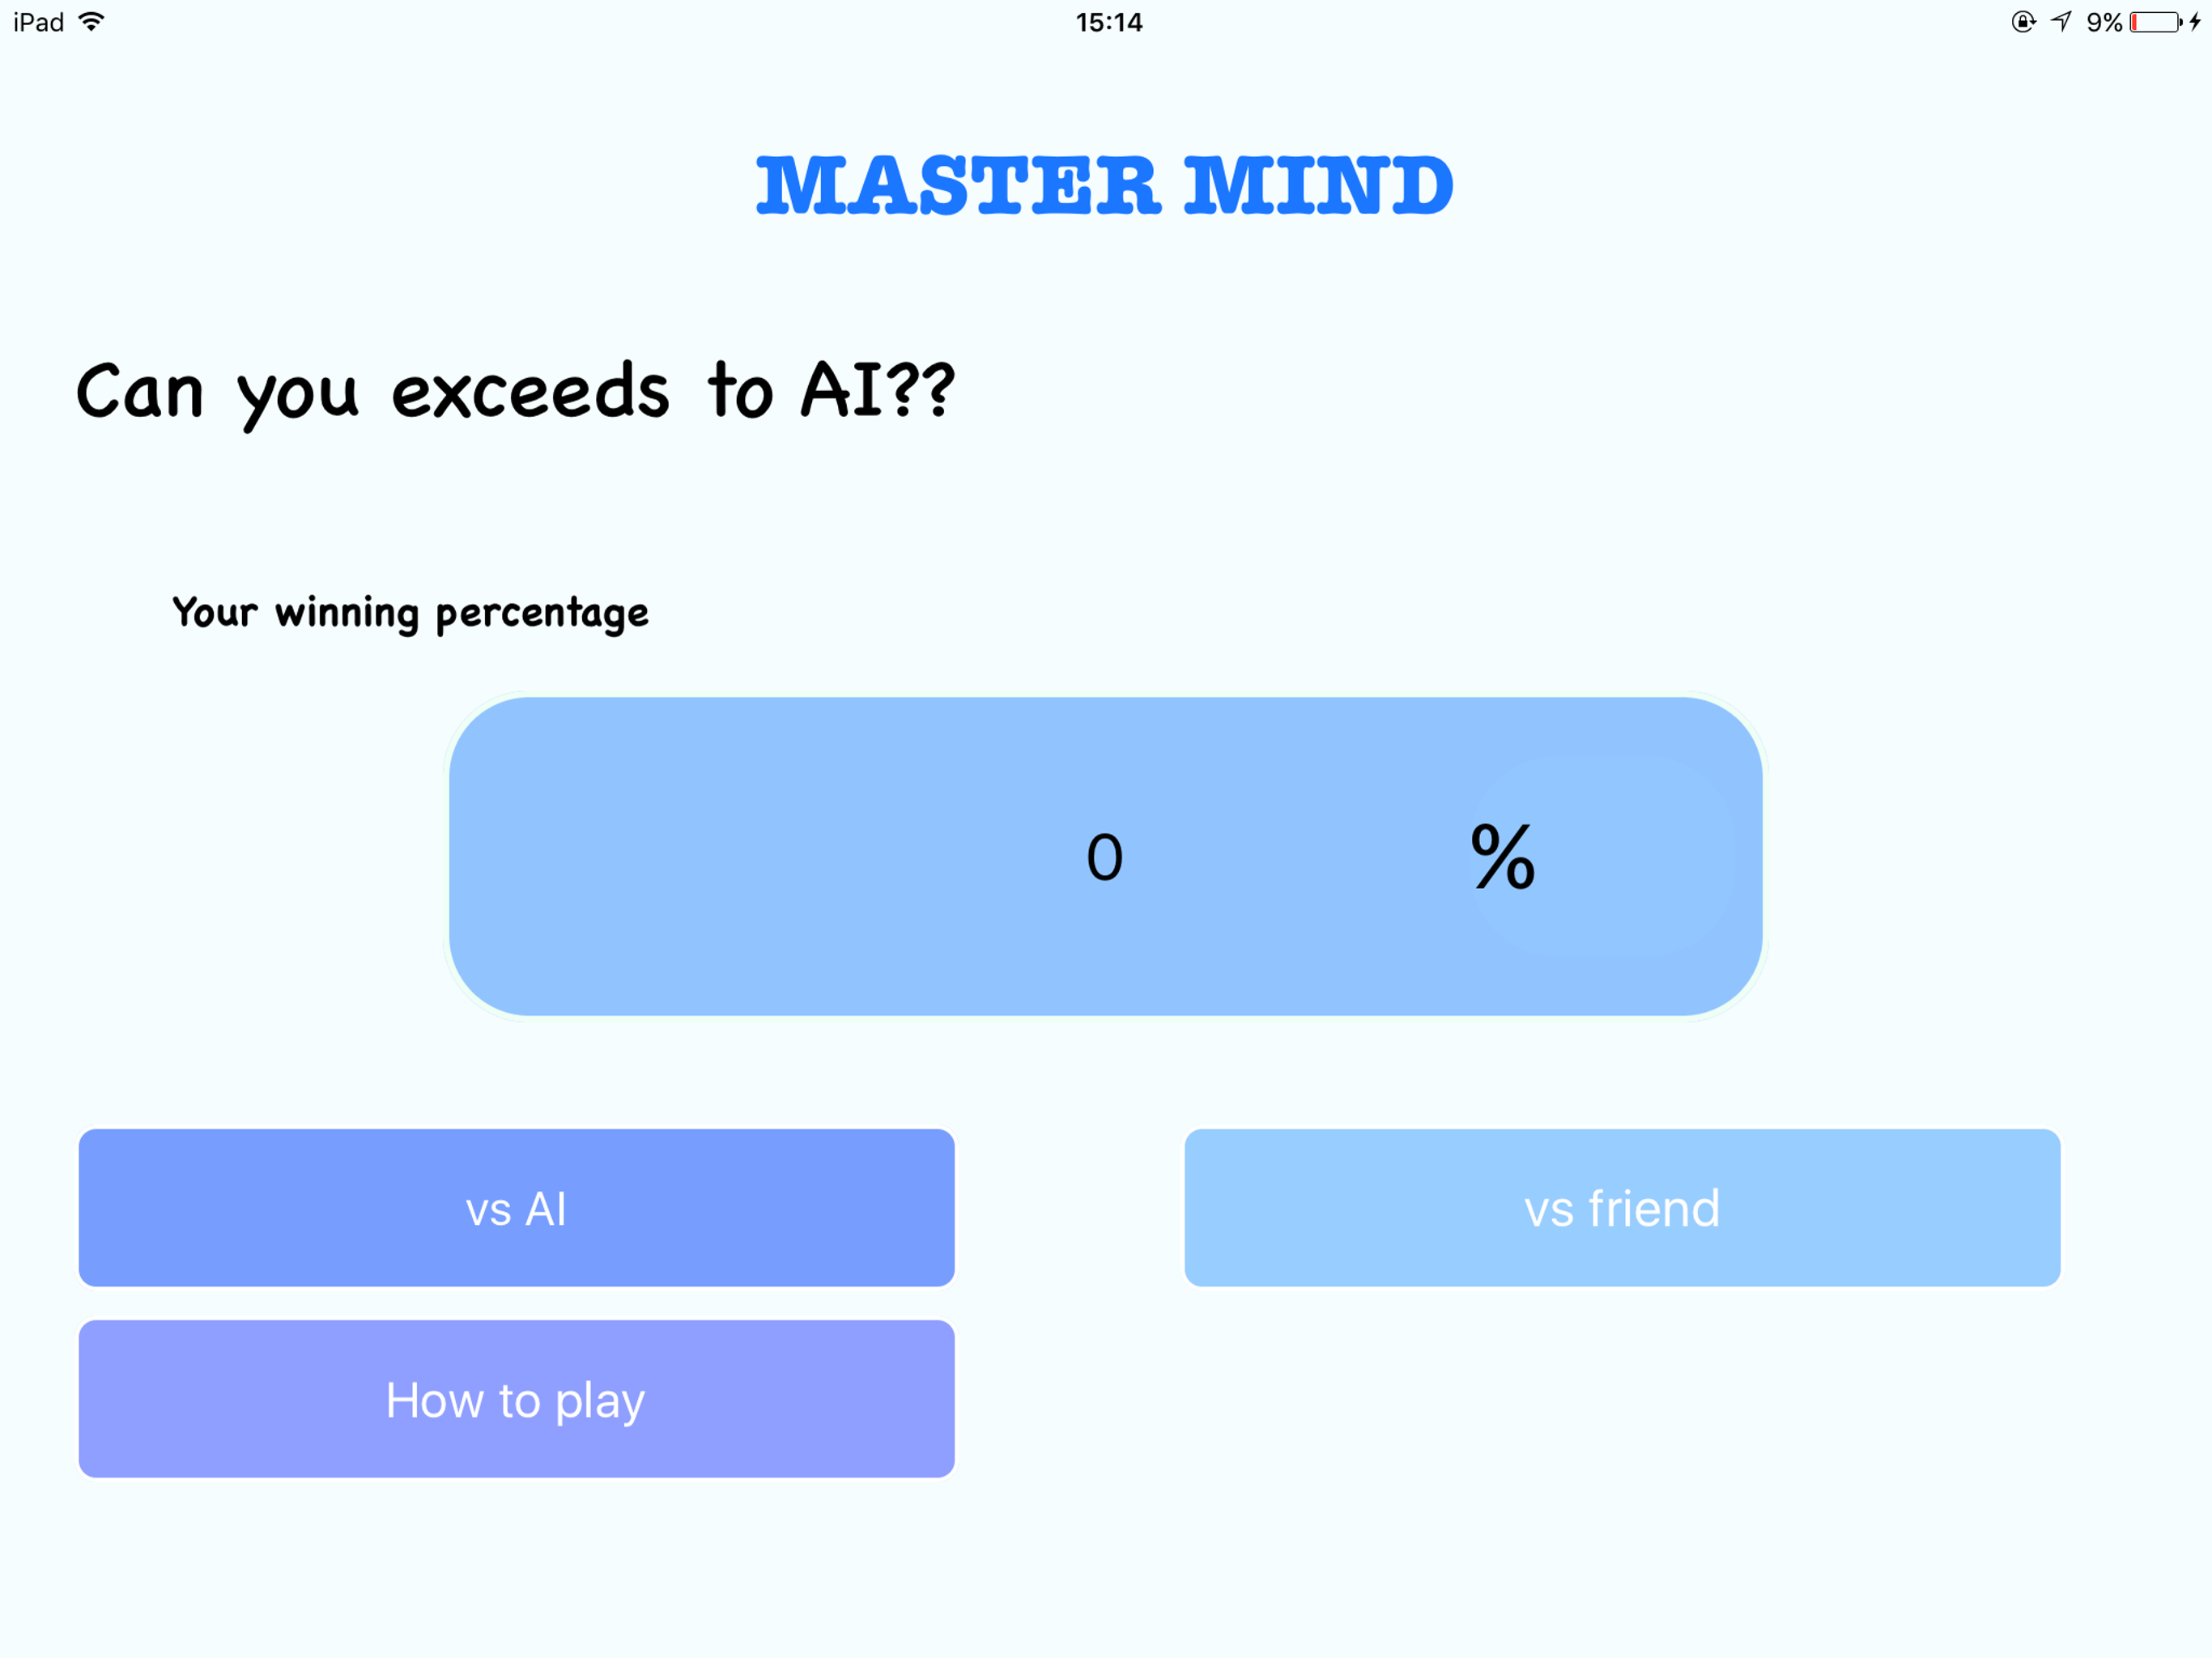 iPad 15:14 9%
MASTER MIND
Can you exceeds to AI??
Your winning percentage
0 %
vs AI vs friend
How to play